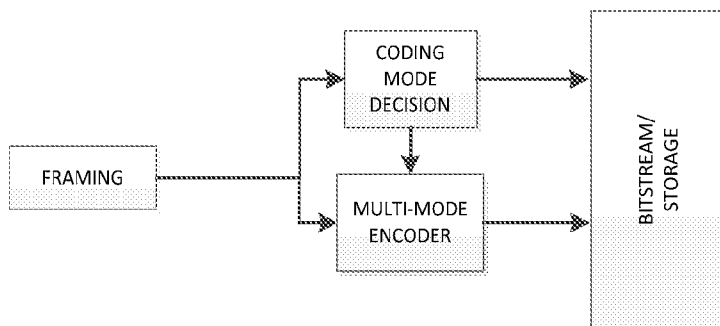 CODING
MODE
DECISION
FRAMING
MULTI-MODE
ENCODER
BITSTREAM/
STORAGE